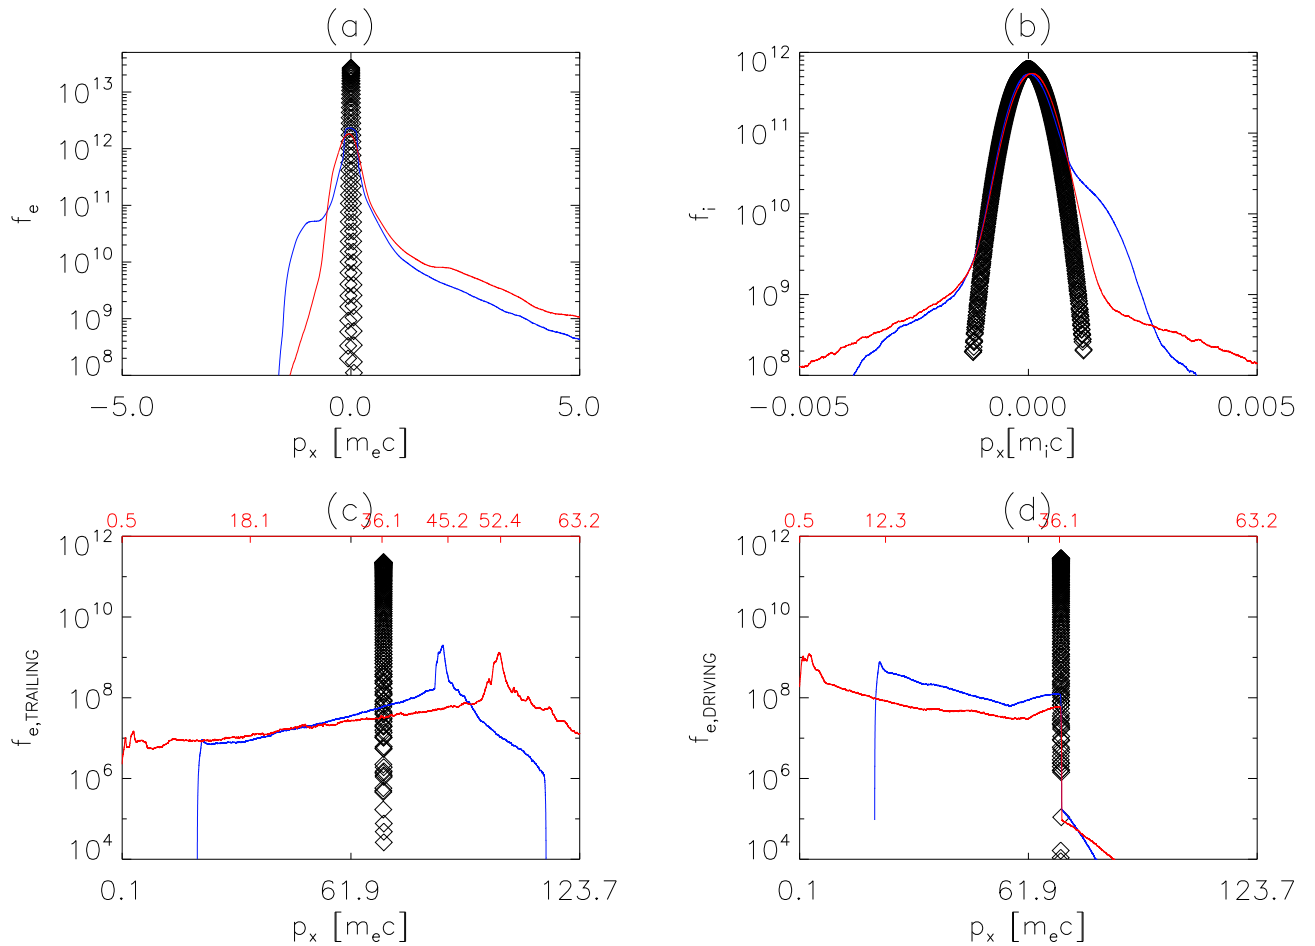 (a)
f_e
10^13
10^12
10^11
10^10
10^9
10^8
−5.0 0.0 5.0
p_x [m_e c]
(b)
f_i
10^12
10^11
10^10
10^9
10^8
−0.005 0.000 0.005
p_x[m_i c]
(c)
0.5 18.1 36.1 45.2 52.4 63.2
f_e,TRAILING
10^12
10^10
10^8
10^6
10^4
0.1 61.9 123.7
p_x [m_e c]
(d)
0.5 12.3 36.1 63.2
f_e,DRIVING
10^12
10^10
10^8
10^6
10^4
0.1 61.9 123.7
p_x [m_e c]